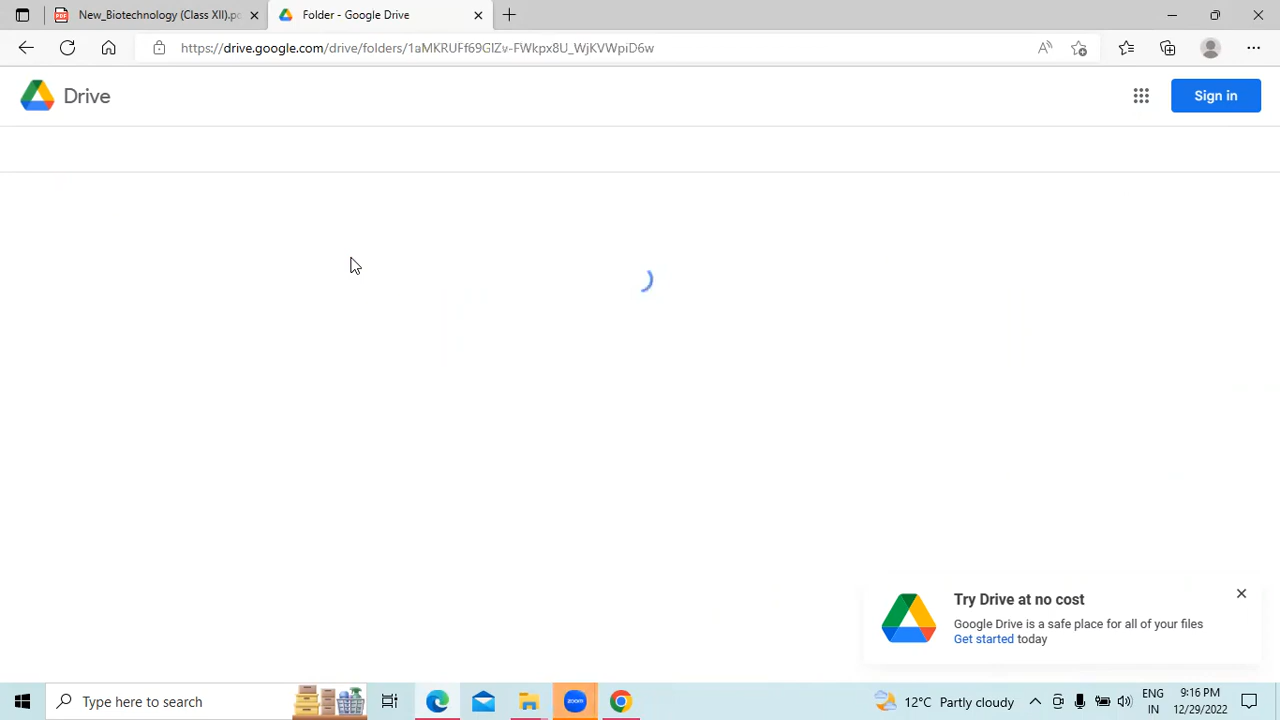 New_Biotechnology (Class XII).pd
Folder - Google Drive
https://drive.google.com/drive/folders/1aMKRUFf69GlZv-FWkpx8U_WjKVWpiD6w
Drive
Sign in
Try Drive at no cost
Google Drive is a safe place for all of your files
Get started today
Type here to search
zoom
12°C Partly cloudy
ENG
IN
9:16 PM
12/29/2022